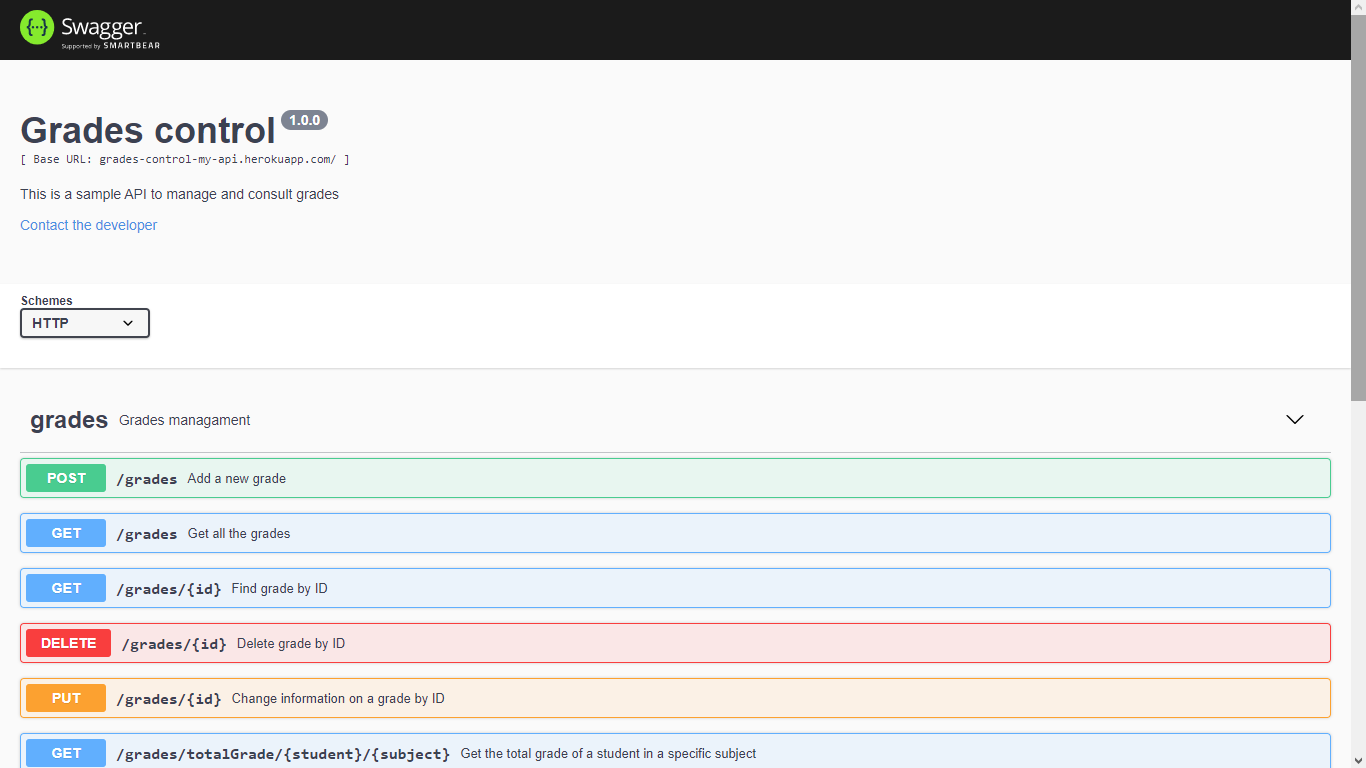 {···} Swagger
Supported by SMARTBEAR
Grades control 1.0.0
[ Base URL: grades-control-my-api.herokuapp.com/ ]
This is a sample API to manage and consult grades
Contact the developer
Schemes
HTTP
grades Grades managament
POST /grades Add a new grade
GET /grades Get all the grades
GET /grades/{id} Find grade by ID
DELETE /grades/{id} Delete grade by ID
PUT /grades/{id} Change information on a grade by ID
GET /grades/totalGrade/{student}/{subject} Get the total grade of a student in a specific subject